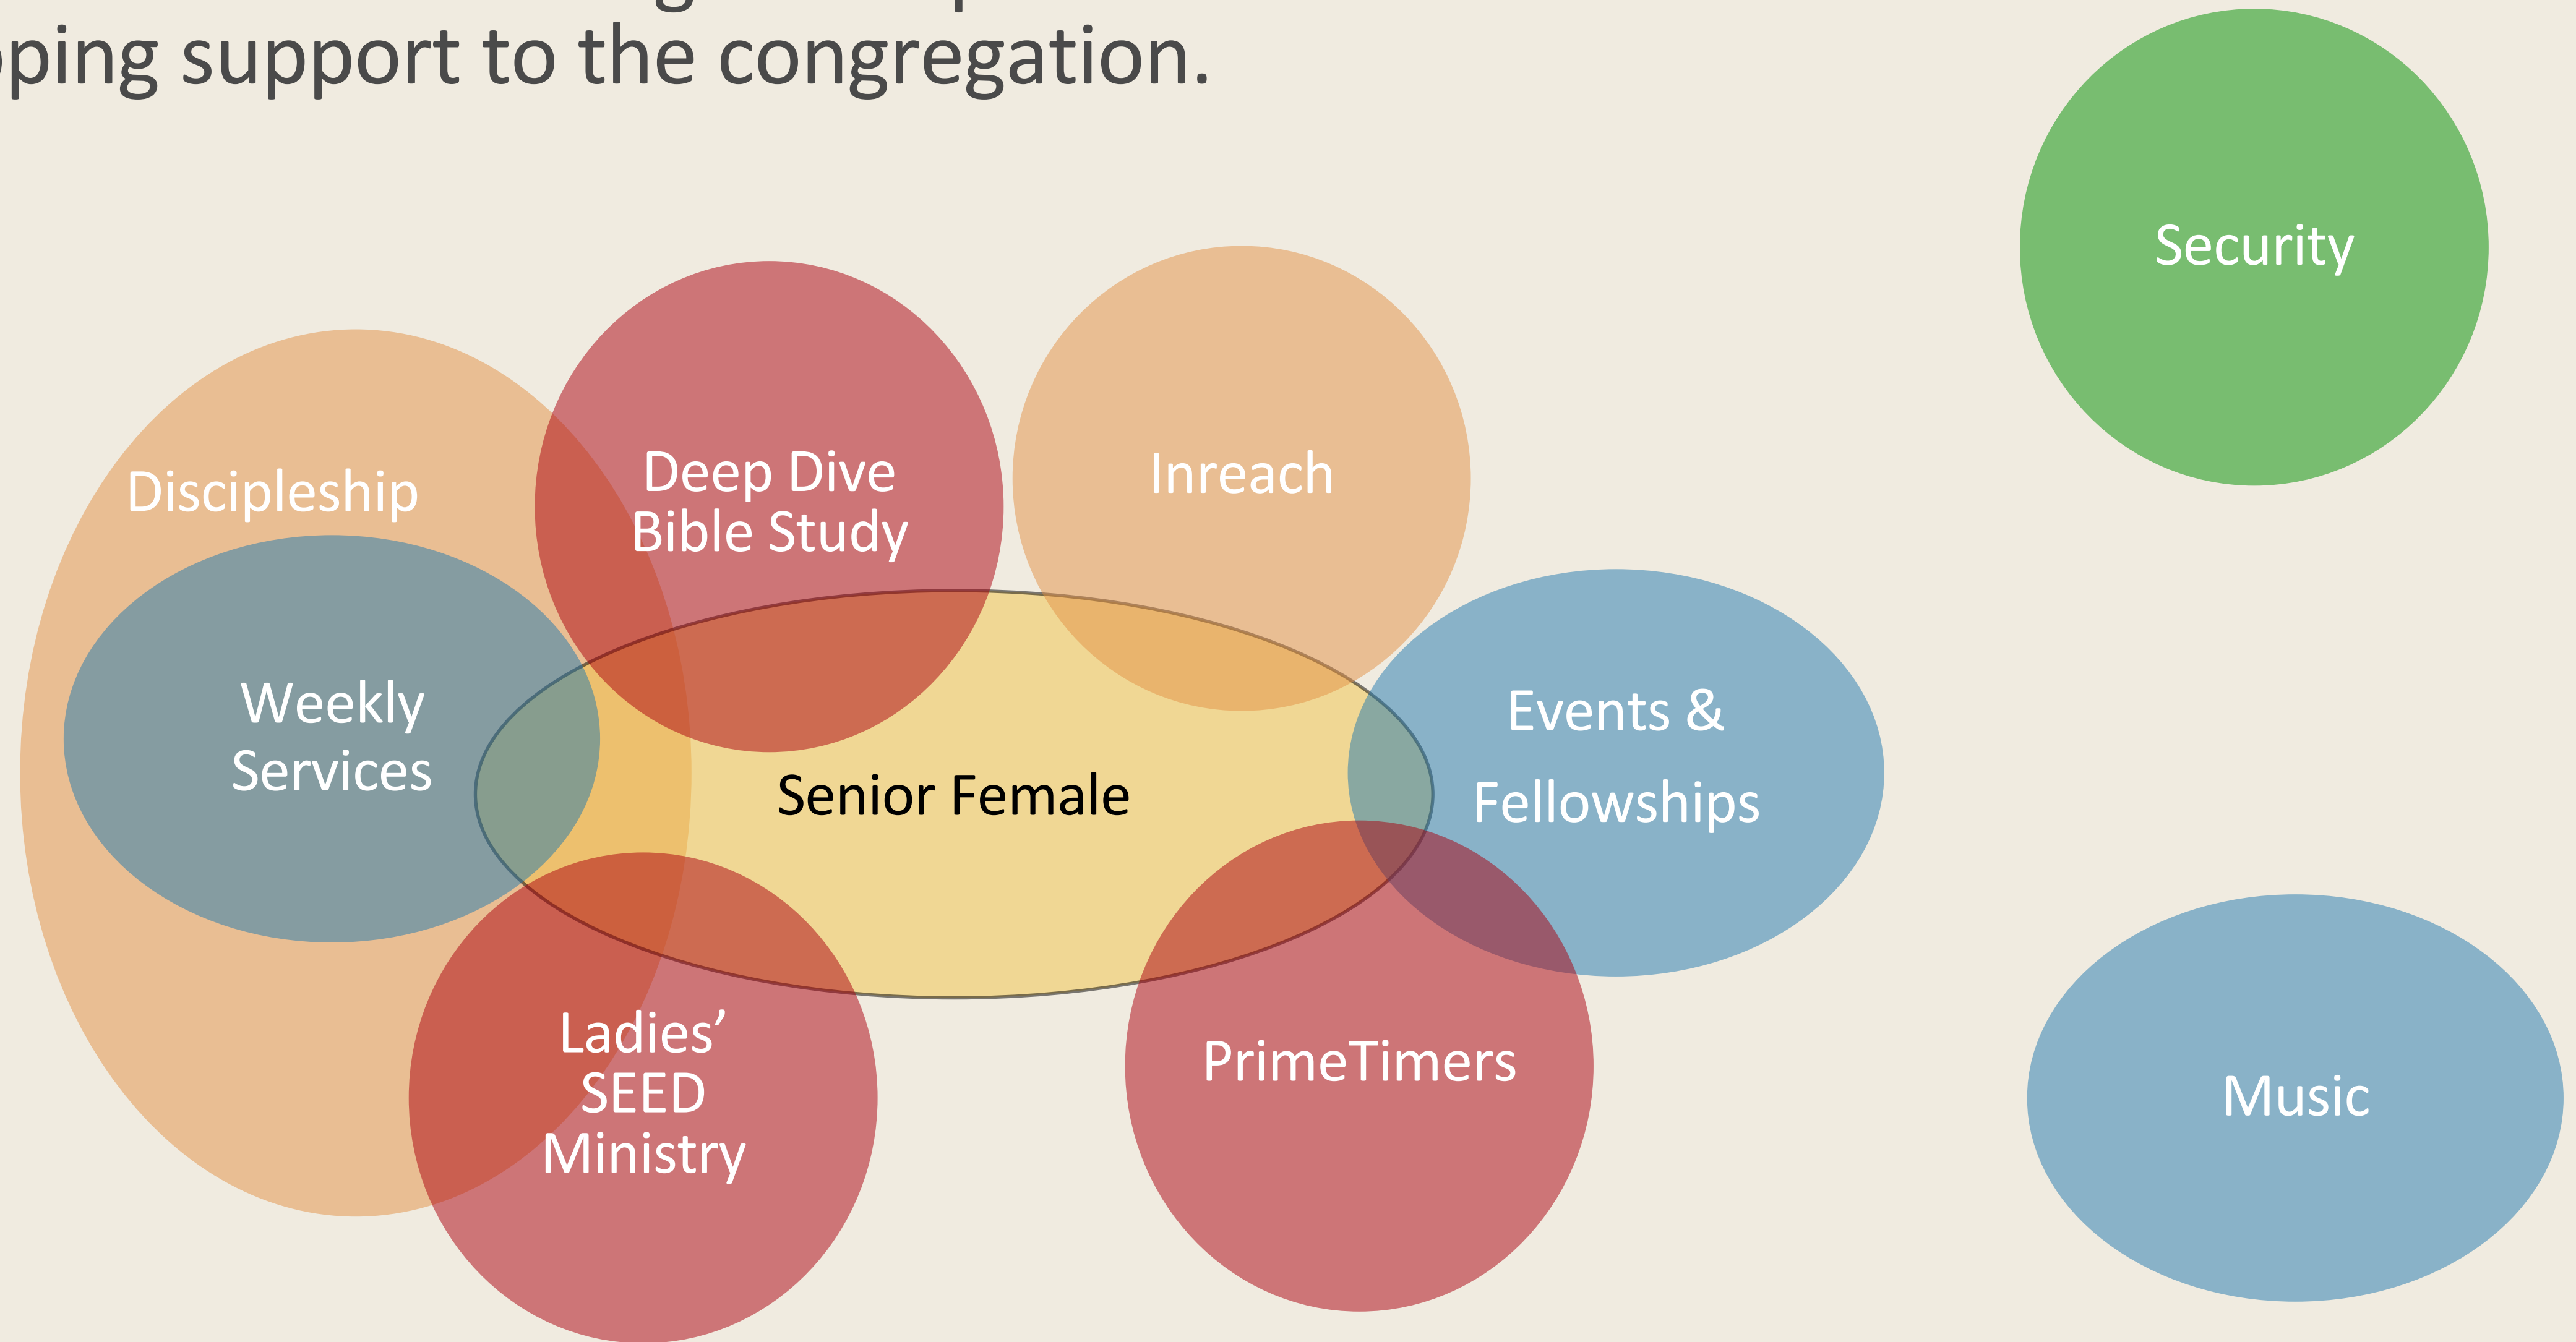 ping support to the congregation.
Security
Deep Dive
Bible Study
Inreach
Discipleship
Weekly
Services
Events &
Fellowships
Senior Female
Ladies’
SEED
Ministry
PrimeTimers
Music